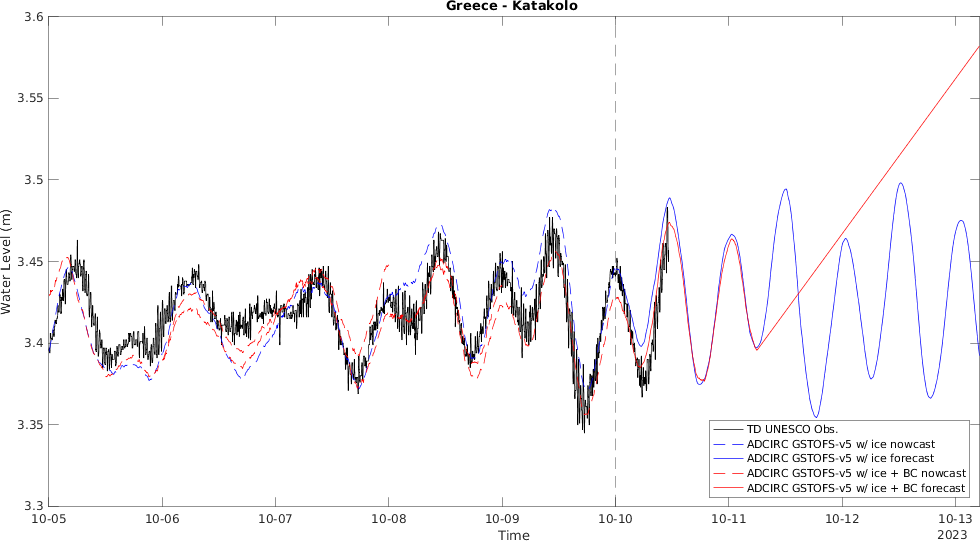 Greece - Katakolo
3.6
3.55
3.5
3.45
3.4
3.35
3.3
Water Level (m)
TD UNESCO Obs.
ADCIRC GSTOFS-v5 w/ ice nowcast
ADCIRC GSTOFS-v5 w/ ice forecast
ADCIRC GSTOFS-v5 w/ ice + BC nowcast
ADCIRC GSTOFS-v5 w/ ice + BC forecast
10-05 10-06 10-07 10-08 10-09 10-10 10-11 10-12 10-13
Time
2023